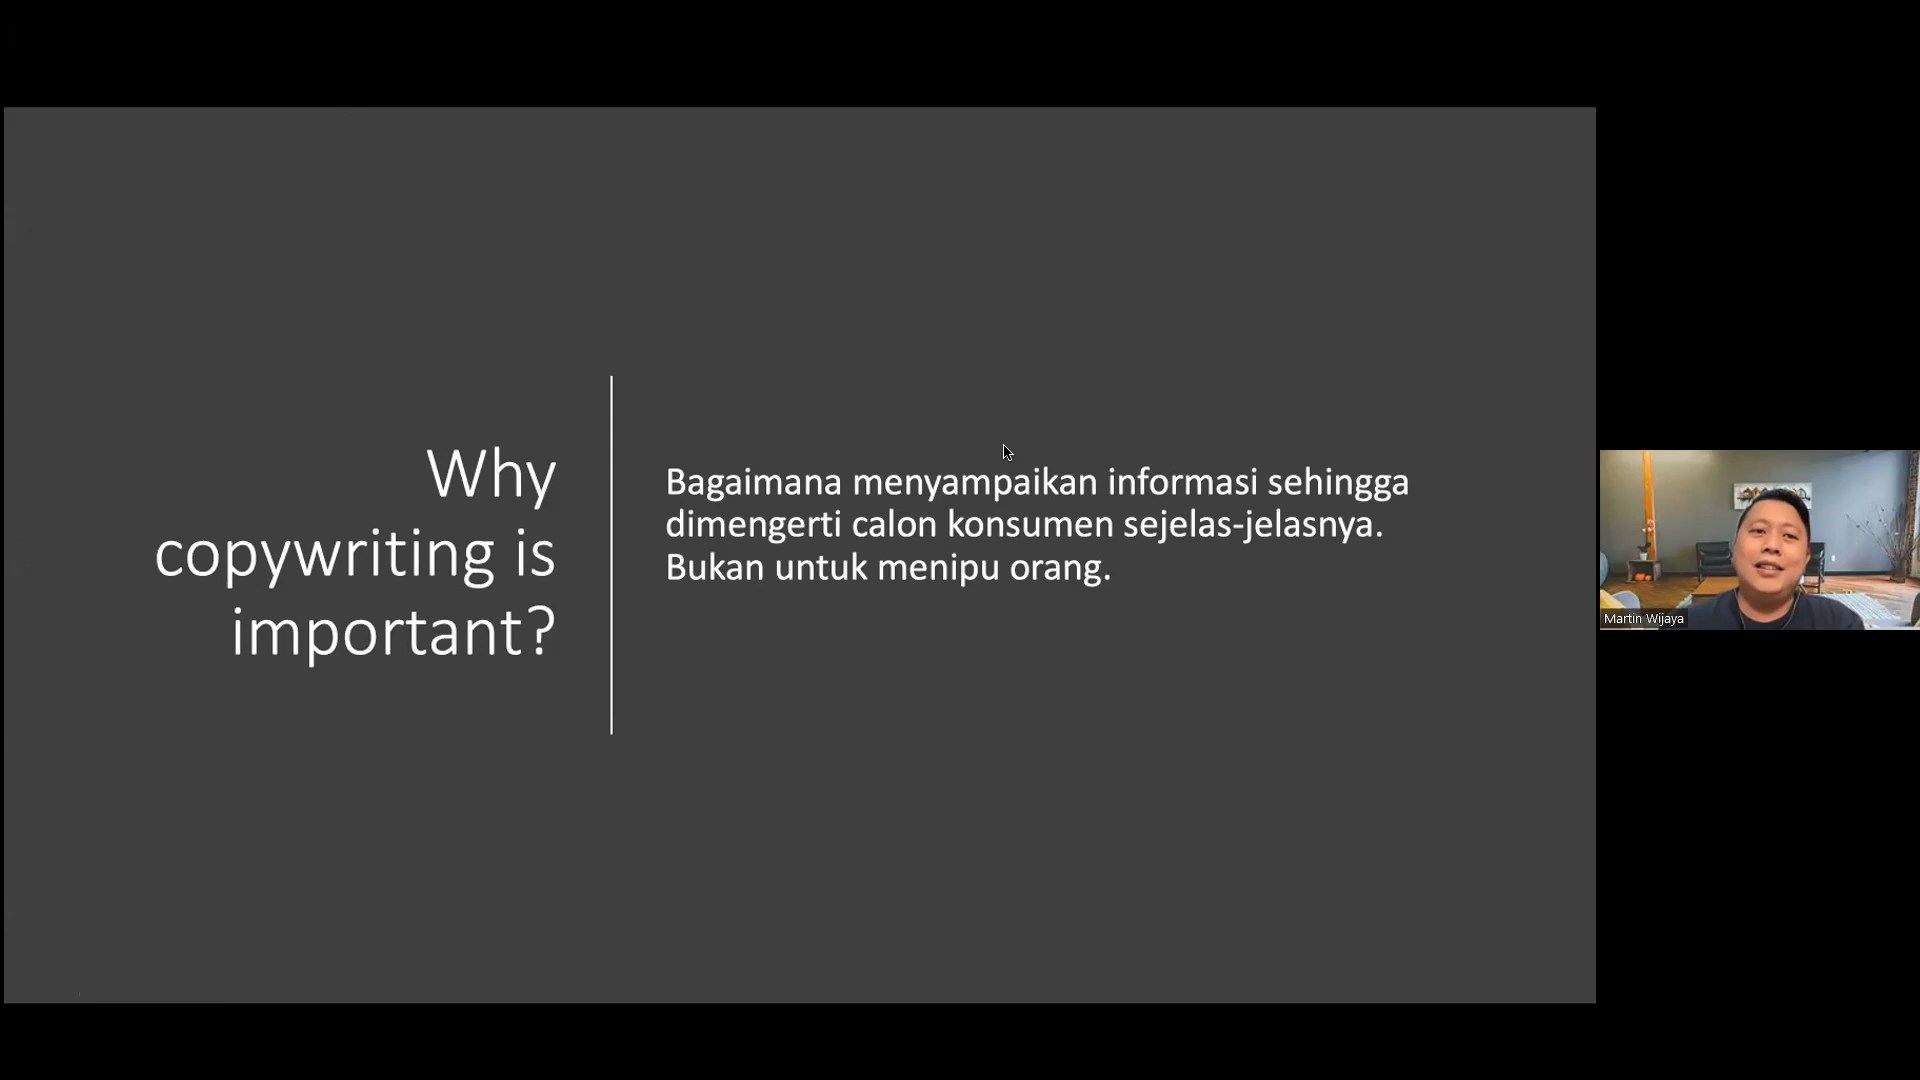 Why
copywriting is
important?
Bagaimana menyampaikan informasi sehingga
dimengerti calon konsumen sejelas-jelasnya.
Bukan untuk menipu orang.
Martin Wijaya